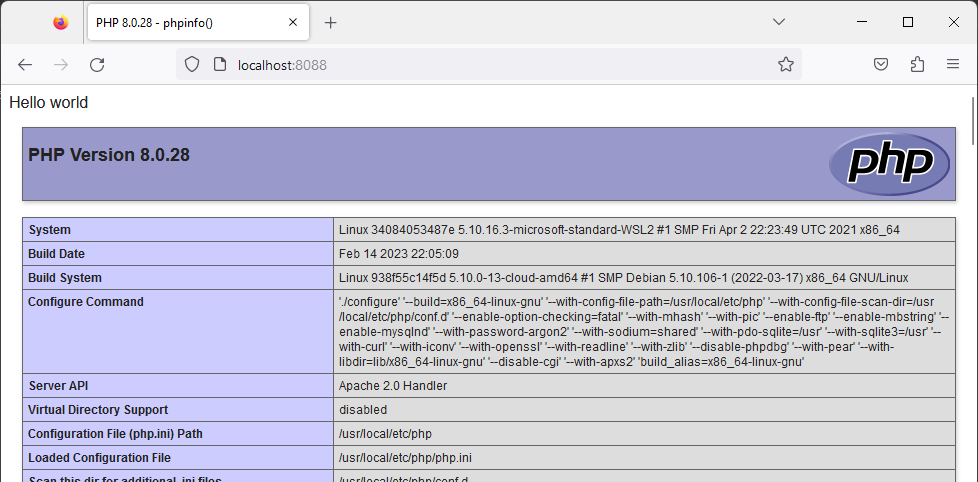 PHP 8.0.28 - phpinfo()
localhost:8088
Hello world
PHP Version 8.0.28
php
System
Linux 34084053487e 5.10.16.3-microsoft-standard-WSL2 #1 SMP Fri Apr 2 22:23:49 UTC 2021 x86_64
Build Date
Feb 14 2023 22:05:09
Build System
Linux 938f55c14f5d 5.10.0-13-cloud-amd64 #1 SMP Debian 5.10.106-1 (2022-03-17) x86_64 GNU/Linux
Configure Command
'./configure' '--build=x86_64-linux-gnu' '--with-config-file-path=/usr/local/etc/php' '--with-config-file-scan-dir=/usr
/local/etc/php/conf.d' '--enable-option-checking=fatal' '--with-mhash' '--with-pic' '--enable-ftp' '--enable-mbstring' '--
enable-mysqlnd' '--with-password-argon2' '--with-sodium=shared' '--with-pdo-sqlite=/usr' '--with-sqlite3=/usr' '--
with-curl' '--with-iconv' '--with-openssl' '--with-readline' '--with-zlib' '--disable-phpdbg' '--with-pear' '--with-
libdir=lib/x86_64-linux-gnu' '--disable-cgi' '--with-apxs2' 'build_alias=x86_64-linux-gnu'
Server API
Apache 2.0 Handler
Virtual Directory Support
disabled
Configuration File (php.ini) Path
/usr/local/etc/php
Loaded Configuration File
/usr/local/etc/php/php.ini
Scan this dir for additional .ini files
/usr/local/etc/php/conf.d